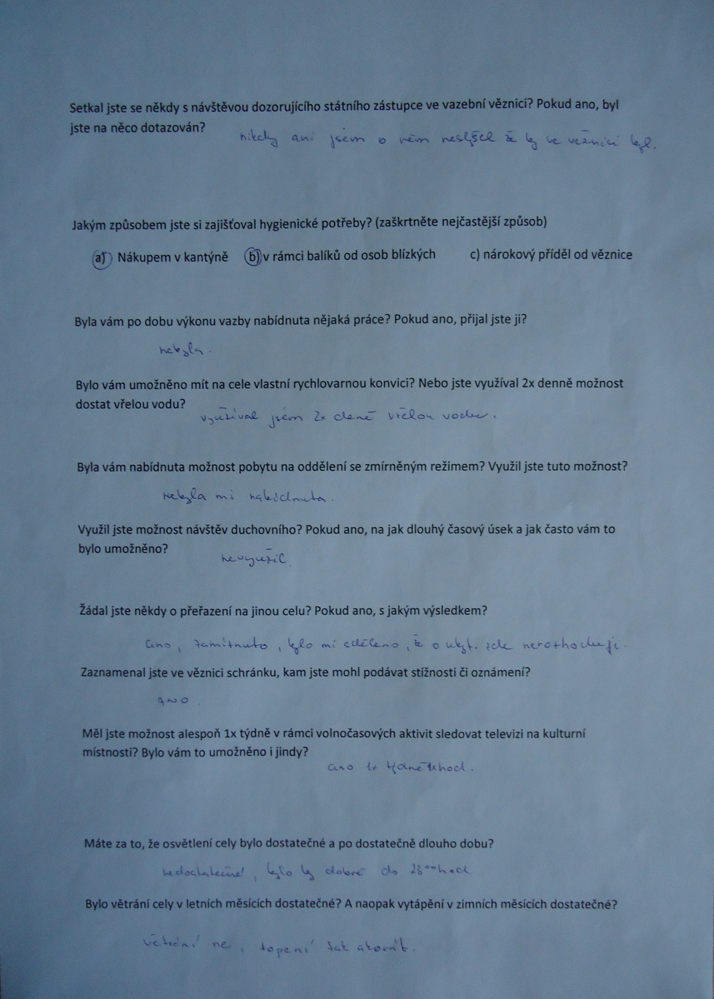 Setkal jste se někdy s návštěvou dozorujícího státního zástupce ve vazební věznici? Pokud ano, byl
jste na něco dotazován?
nikdy ani jsem o něm neslyšel že by ve věznici byl.
Jakým způsobem jste si zajišťoval hygienické potřeby? (zaškrtněte nejčastější způsob)
a) Nákupem v kantýně b) v rámci balíků od osob blízkých c) nárokový příděl od věznice
Byla vám po dobu výkonu vazby nabídnuta nějaká práce? Pokud ano, přijal jste ji?
nebyla.
Bylo vám umožněno mít na cele vlastní rychlovarnou konvici? Nebo jste využíval 2x denně možnost
dostat vřelou vodu?
využíval jsem 2x deně vřelou vodu.
Byla vám nabídnuta možnost pobytu na oddělení se zmírněným režimem? Využil jste tuto možnost?
Nebyla mi nabídnuta.
Využil jste možnost návštěv duchovního? Pokud ano, na jak dlouhý časový úsek a jak často vám to
bylo umožněno?
nevyužil.
Žádal jste někdy o přeřazení na jinou celu? Pokud ano, s jakým výsledkem?
ano, zamítnuto, bylo mi sděleno, že o ubyt. zde nerozhoduji.
Zaznamenal jste ve věznici schránku, kam jste mohl podávat stížnosti či oznámení?
ANO.
Měl jste možnost alespoň 1x týdně v rámci volnočasových aktivit sledovat televizi na kulturní
místnosti? Bylo vám to umožněno i jindy?
ano 1x týdně 1xhod.
Máte za to, že osvětlení cely bylo dostatečné a po dostatečně dlouho dobu?
nedostatečné, bylo by dobré do 23⁰⁰hod
Bylo větrání cely v letních měsících dostatečné? A naopak vytápění v zimních měsících dostatečné?
větrání ne, topení tak akorát.